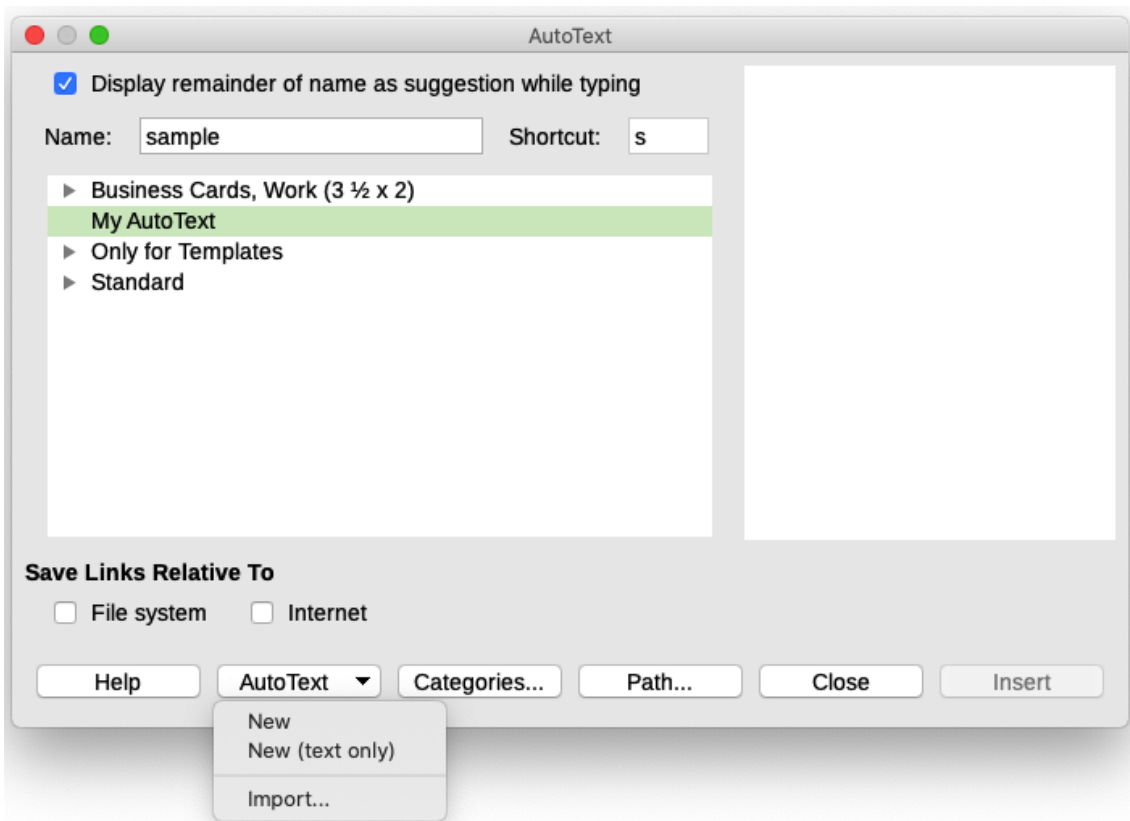 AutoText
Display remainder of name as suggestion while typing
Name: sample Shortcut: s
Business Cards, Work (3 ½ x 2)
My AutoText
Only for Templates
Standard
Save Links Relative To
File system Internet
Help AutoText Categories... Path... Close Insert
New
New (text only)
Import...